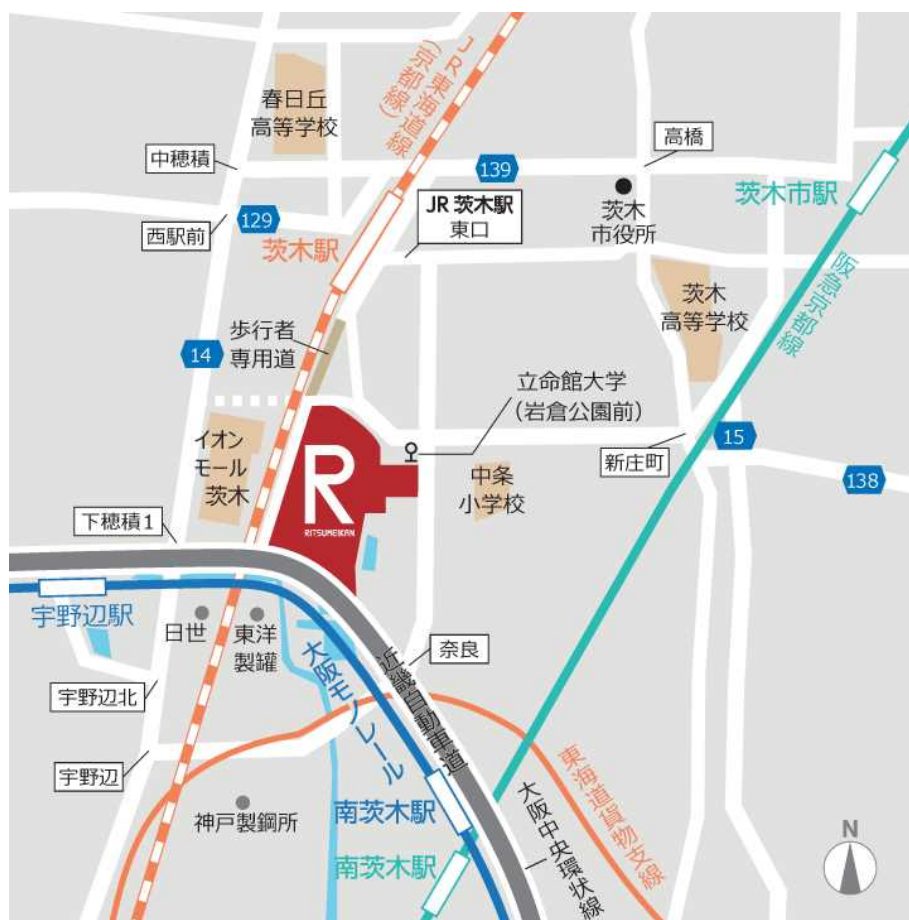 JR東海道線
(京都線)
春日丘
高等学校
高橋
中穂積
139
茨木市駅
JR 茨木駅
東口
茨木
市役所
129
西駅前
茨木駅
阪急京都線
茨木
高等学校
歩行者
専用道
14
立命館大学
(岩倉公園前)
イオン
モール
茨木
R
RITSUMEIKAN
15
新庄町
中条
小学校
138
下穂積1
宇野辺駅
日世
東洋
製罐
奈良
大阪モノレール
近畿自動車道
宇野辺北
宇野辺
東海道貨物支線
神戸製鋼所
南茨木駅
大阪中央環状線
南茨木駅
N